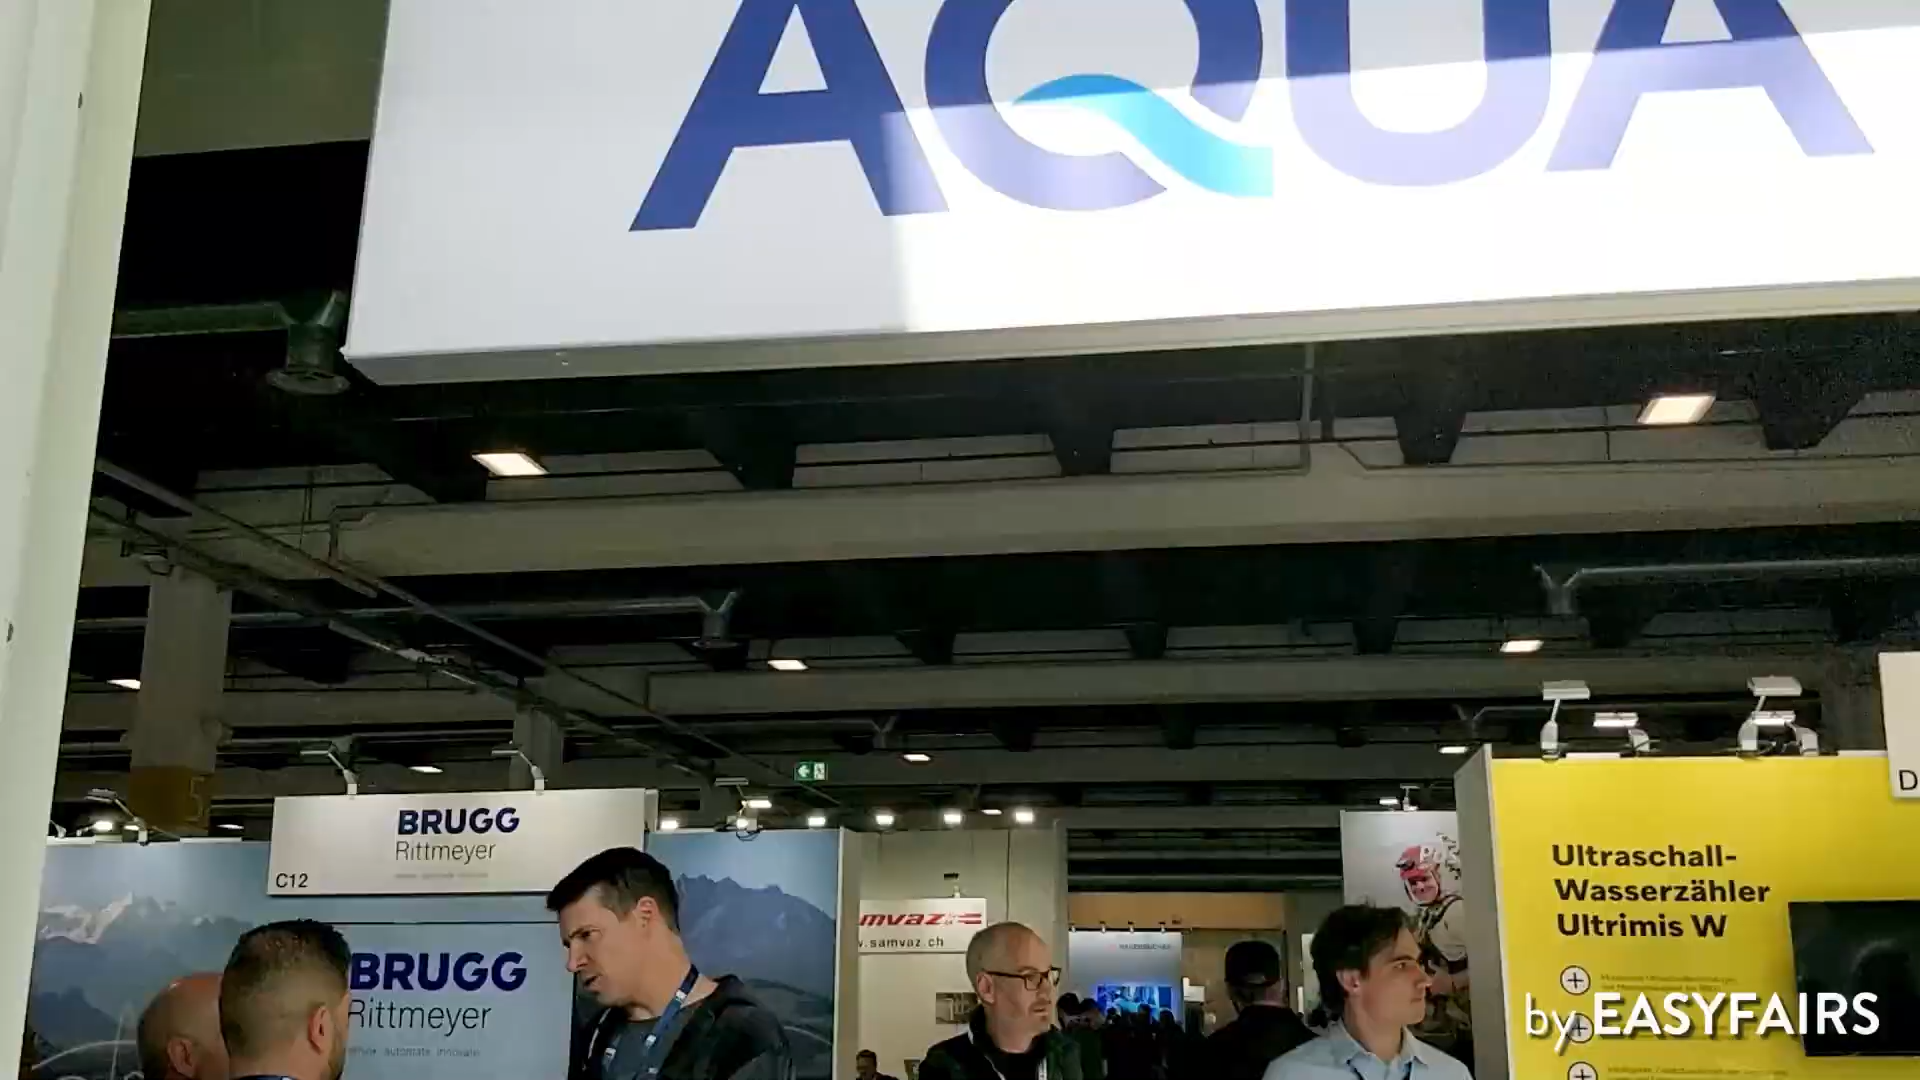 AQUA
BRUGG
Rittmeyer
C12
BRUGG
Rittmeyer
mvaz
.samvaz.ch
Ultraschall-
Wasserzähler
Ultrimis W
D
by EASYFAIRS